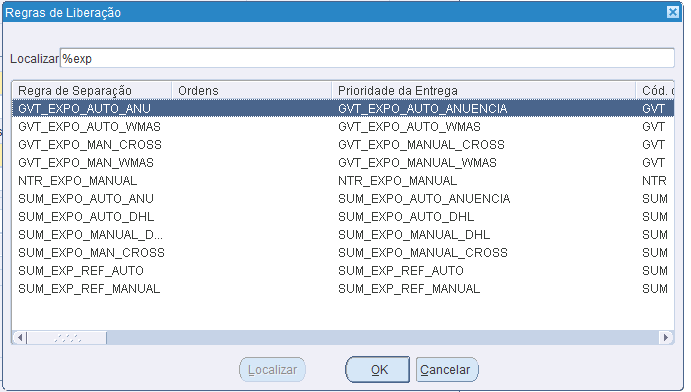 Regras de Liberação
Localizar %exp
Regra de Separação Ordens Prioridade da Entrega Cód. d
GVT_EXPO_AUTO_ANU GVT_EXPO_AUTO_ANUENCIA GVT
GVT_EXPO_AUTO_WMAS GVT_EXPO_AUTO_WMAS GVT
GVT_EXPO_MAN_CROSS GVT_EXPO_MANUAL_CROSS GVT
GVT_EXPO_MAN_WMAS GVT_EXPO_MANUAL_WMAS GVT
NTR_EXPO_MANUAL NTR_EXPO_MANUAL NTR
SUM_EXPO_AUTO_ANU SUM_EXPO_AUTO_ANUENCIA SUM
SUM_EXPO_AUTO_DHL SUM_EXPO_AUTO_DHL SUM
SUM_EXPO_MANUAL_D... SUM_EXPO_MANUAL_DHL SUM
SUM_EXPO_MAN_CROSS SUM_EXPO_MANUAL_CROSS SUM
SUM_EXP_REF_AUTO SUM_EXP_REF_AUTO SUM
SUM_EXP_REF_MANUAL SUM_EXP_REF_MANUAL SUM
Localizar OK Cancelar